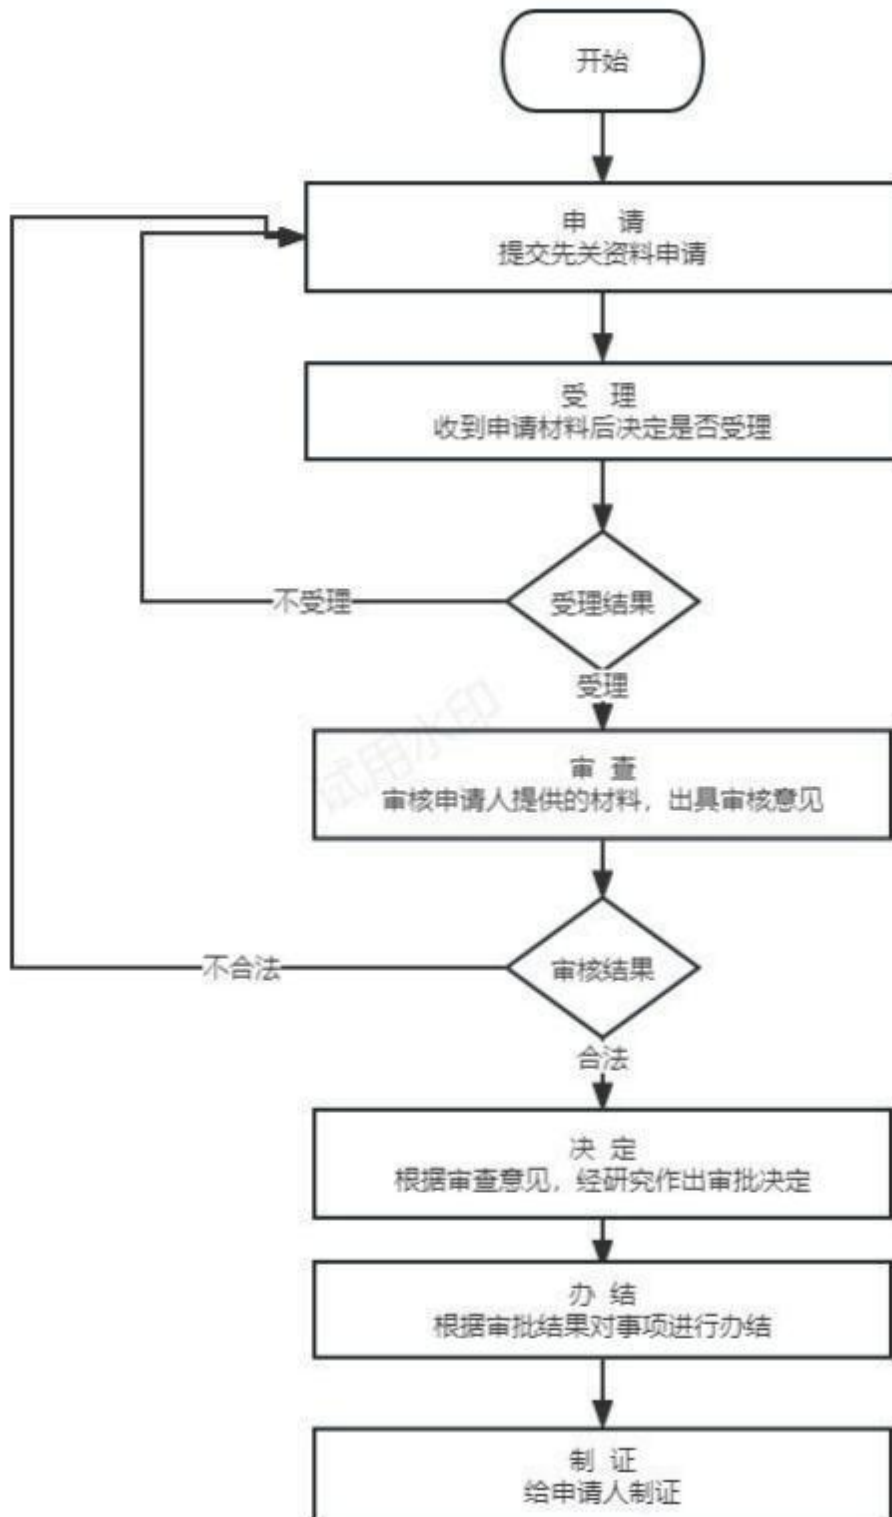 开始
申 请
提交先关资料申请
受 理
收到申请材料后决定是否受理
受理结果
不受理
受理
试用水印
审 查
审核申请人提供的材料，出具审核意见
审核结果
不合法
合法
决 定
根据审查意见，经研究作出审批决定
办 结
根据审批结果对事项进行办结
制 证
给申请人制证